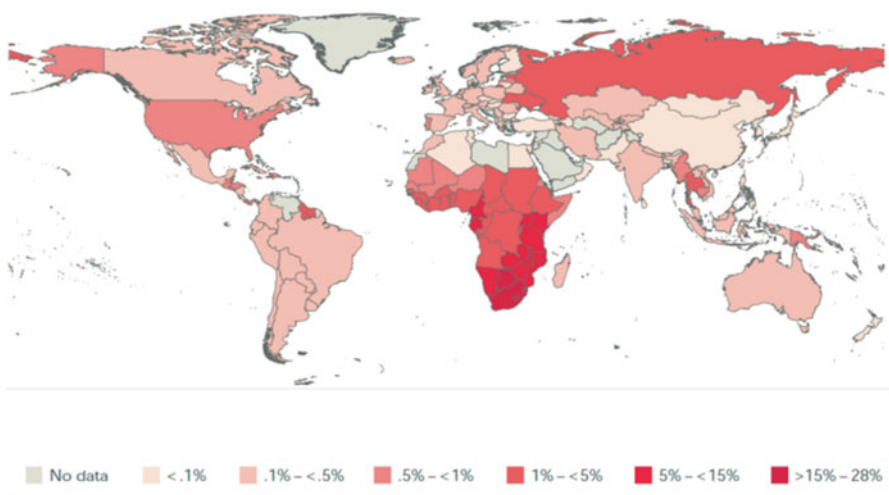 No data <.1% .1% – <.5% .5% – <1% 1% – <5% 5% – <15% >15% – 28%